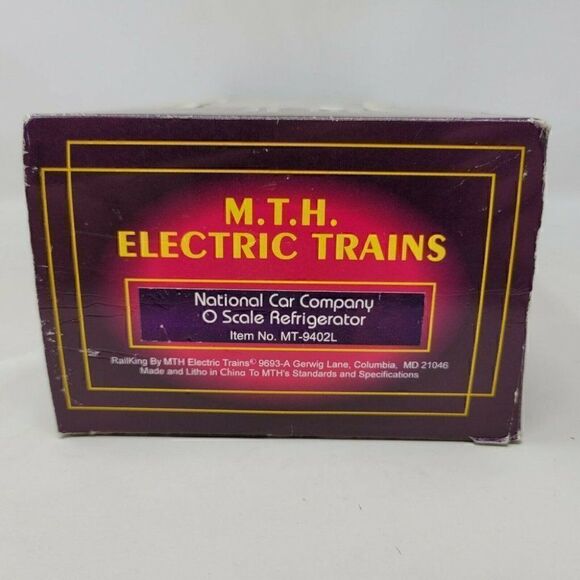 M.T.H.
ELECTRIC TRAINS
National Car Company
O Scale Refrigerator
Item No. MT-9402L
RailKing By MTH Electric Trains® 9693-A Gerwig Lane, Columbia, MD 21046
Made and Litho in China To MTH's Standards and Specifications